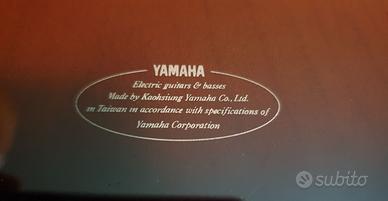 YAMAHA
Electric guitars & basses
Made by Kaohsiung Yamaha Co., Ltd.
in Taiwan in accordance with specifications of
Yamaha Corporation
subito